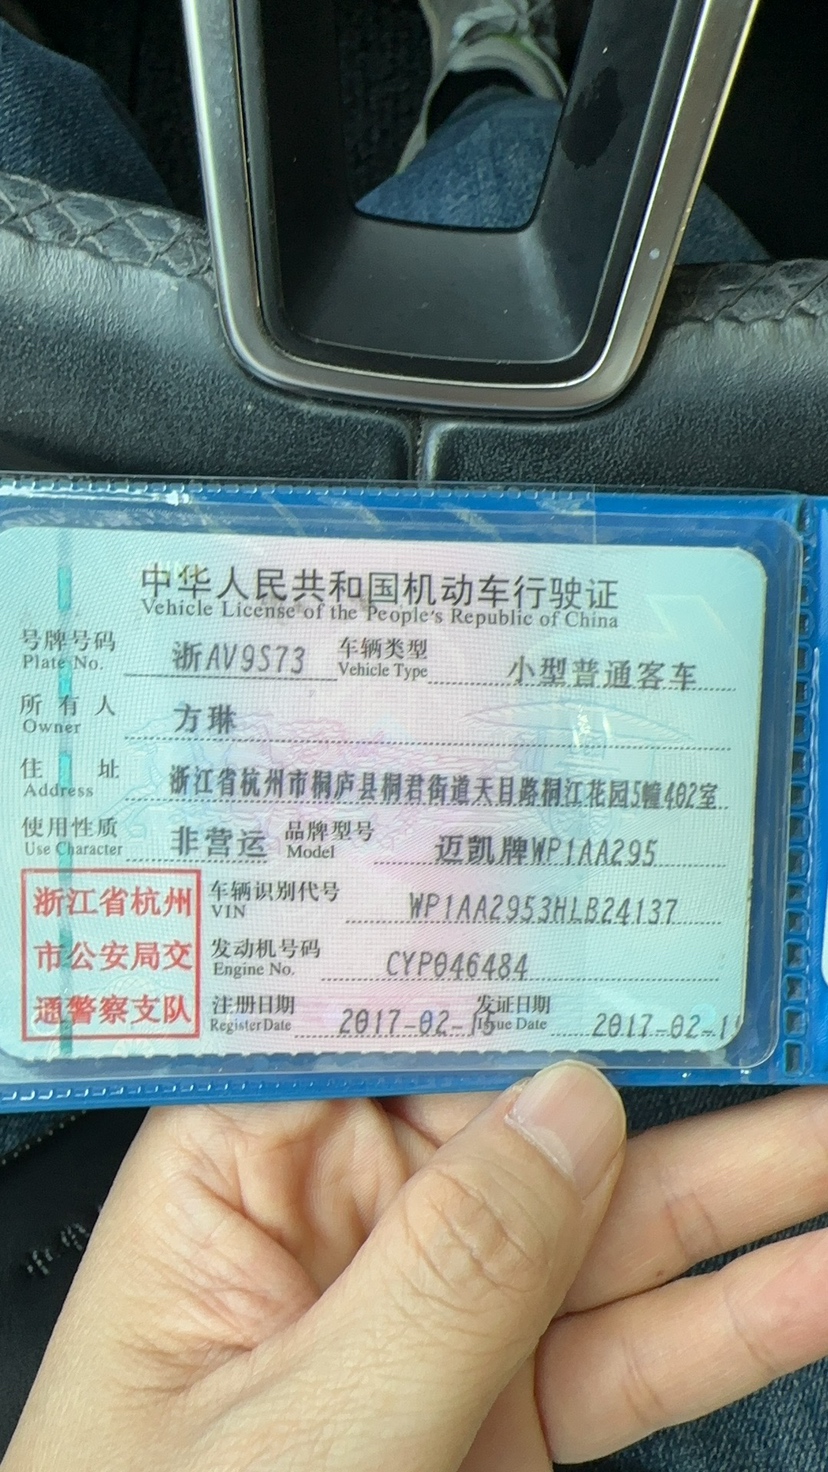 中华人民共和国机动车行驶证
Vehicle License of the People's Republic of China
号牌号码 浙AV9S73 车辆类型 小型普通客车
Plate No. Vehicle Type
所有人 方琳
Owner
住址 浙江省杭州市桐庐县桐君街道天目路桐江花园5幢402室
Address
使用性质 非营运 品牌型号 迈凯牌WP1AA295
Use Character Model
浙江省杭州 车辆识别代号 WP1AA2953HLB24137
VIN
市公安局交 发动机号码 CYP046484
Engine No.
通警察支队 注册日期 2017-02-15 发证日期 2017-02-1
Register Date Issue Date